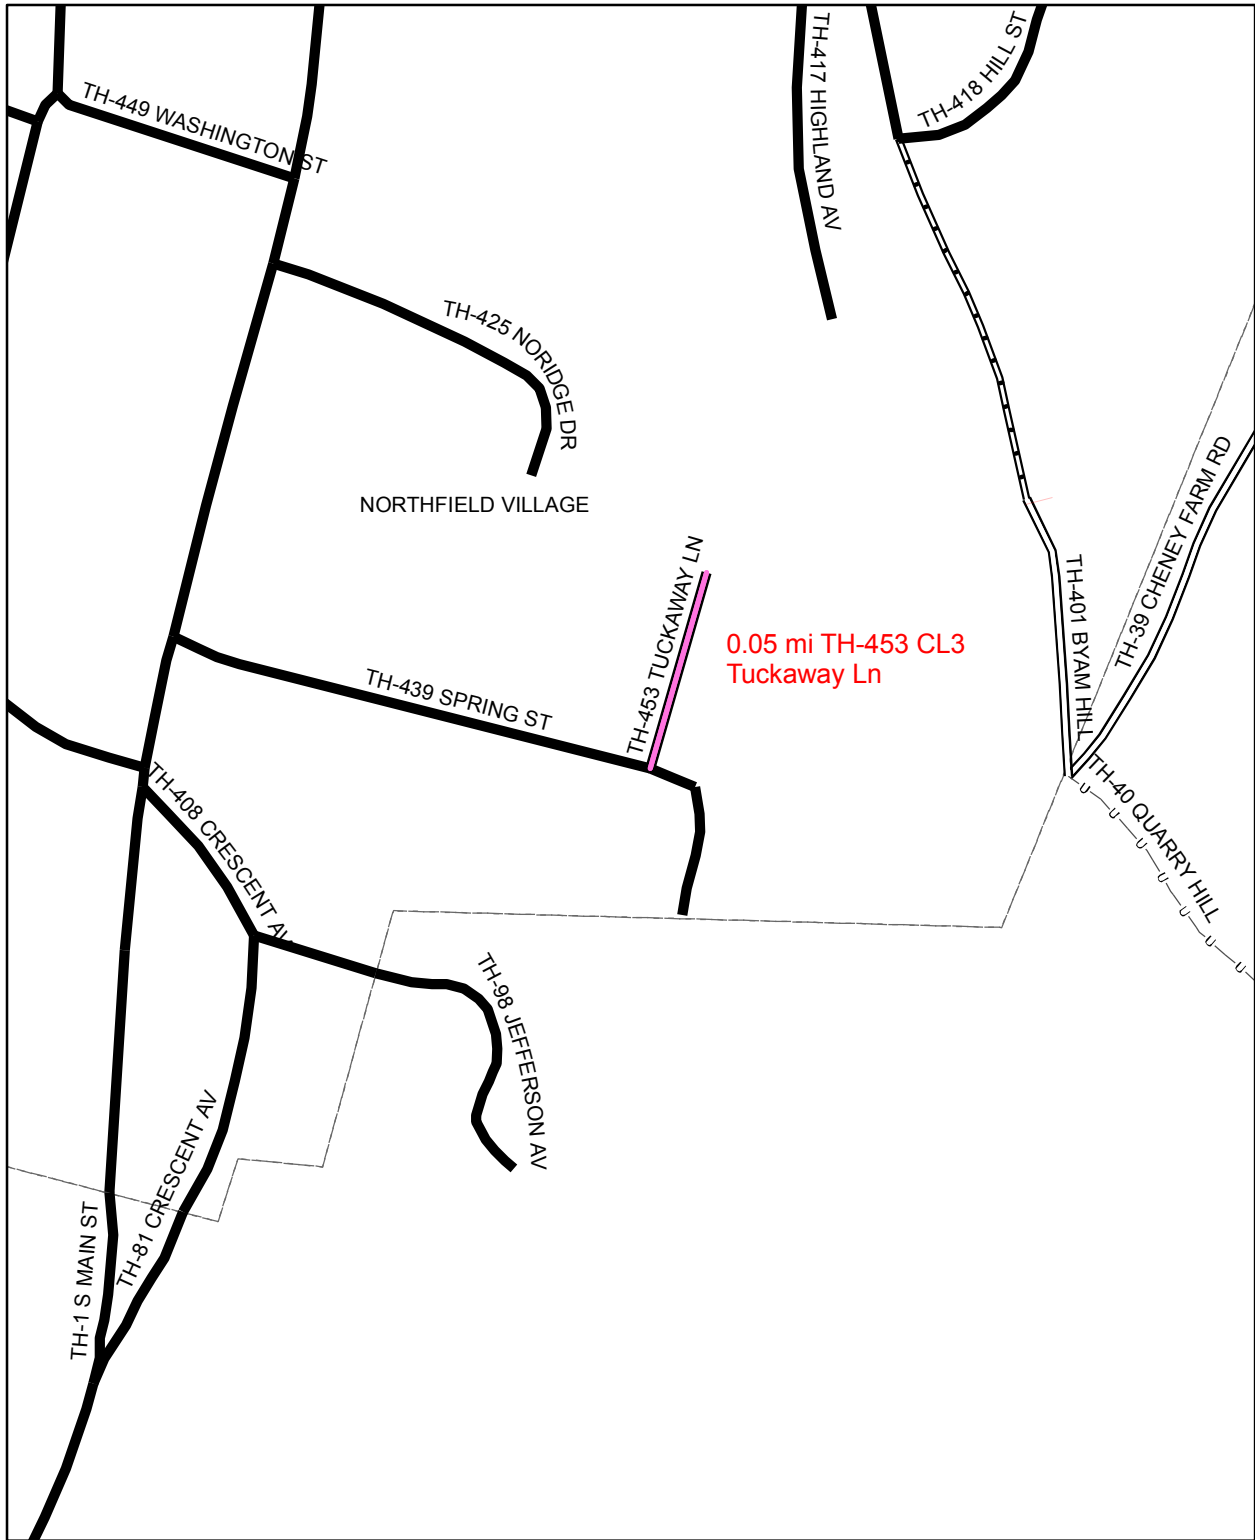 TH-417 HIGHLAND AV
TH-418 HILL ST
TH-449 WASHINGTON ST
TH-425 NORIDGE DR
NORTHFIELD VILLAGE
TH-453 TUCKAWAY LN
0.05 mi TH-453 CL3
Tuckaway Ln
TH-401 BYAM HILL
TH-39 CHENEY FARM RD
TH-439 SPRING ST
TH-408 CRESCENT AV
TH-40 QUARRY HILL
U
U
U
U
U
U
U
TH-98 JEFFERSON AV
TH-81 CRESCENT AV
TH-1 S MAIN ST